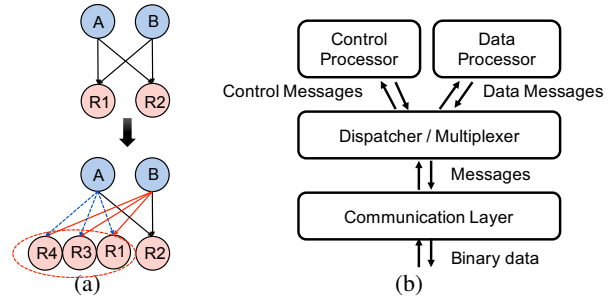 A B
R1 R2
A B
R4 R3 R1 R2
(a)
Control
Processor
Data
Processor
Control Messages
Data Messages
Dispatcher / Multiplexer
Messages
Communication Layer
Binary data
(b)